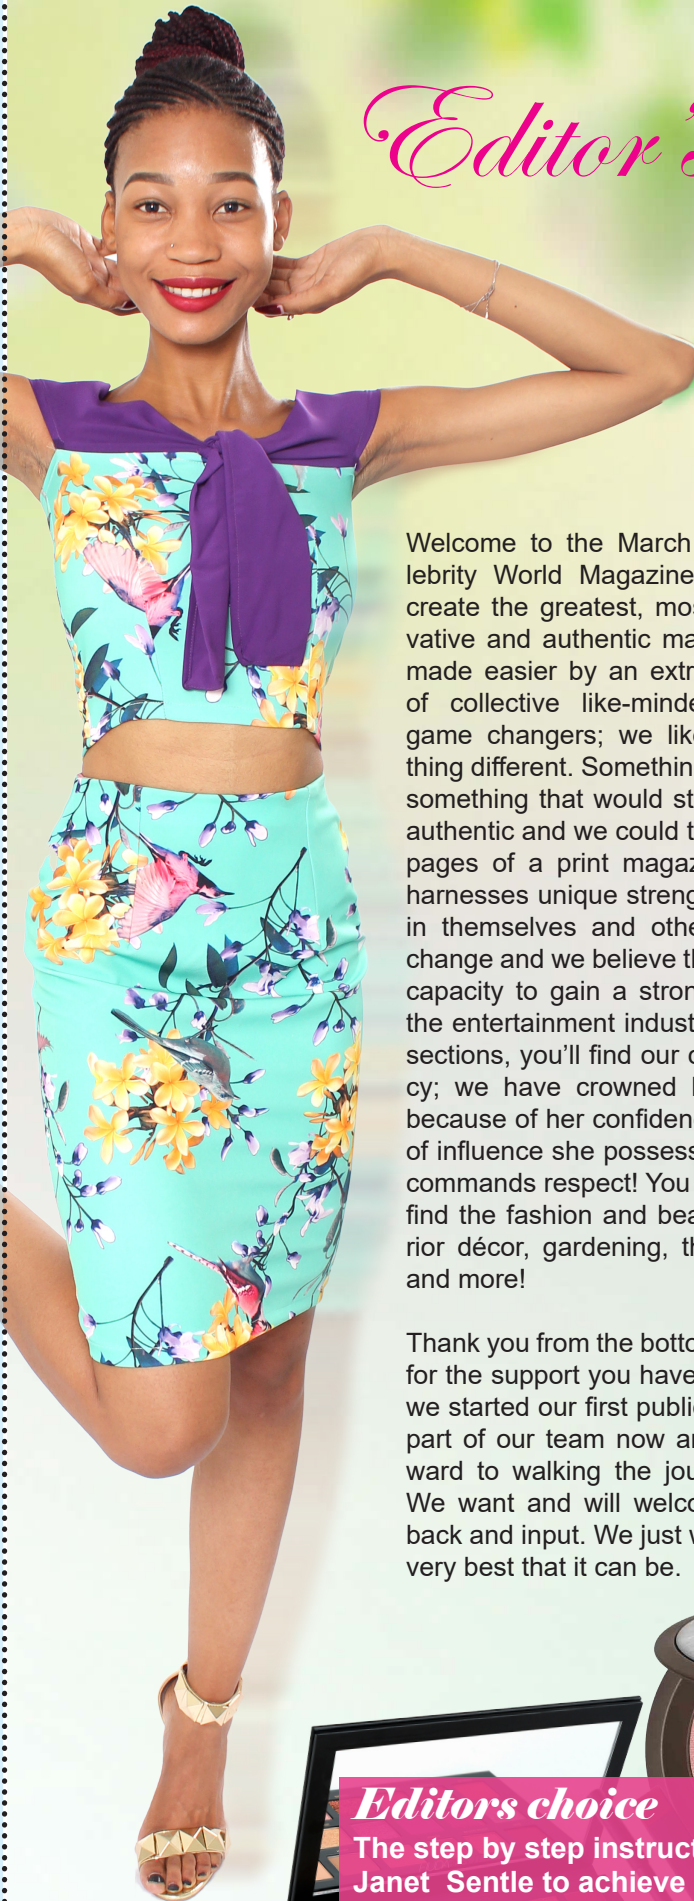 Editor's
Welcome to the March
lebrity World Magazine
create the greatest, mos
vative and authentic ma
made easier by an extr
of collective like-minde
game changers; we like
thing different. Somethin
something that would st
authentic and we could t
pages of a print magaz
harnesses unique streng
in themselves and othe
change and we believe th
capacity to gain a stron
the entertainment indust
sections, you'll find our c
cy; we have crowned
because of her confiden
of influence she possess
commands respect! You
find the fashion and bea
rior décor, gardening, th
and more!
Thank you from the botto
for the support you have
we started our first public
part of our team now an
ward to walking the jou
We want and will welco
back and input. We just w
very best that it can be.
Editors choice
The step by step instruct
Janet Sentle to achieve